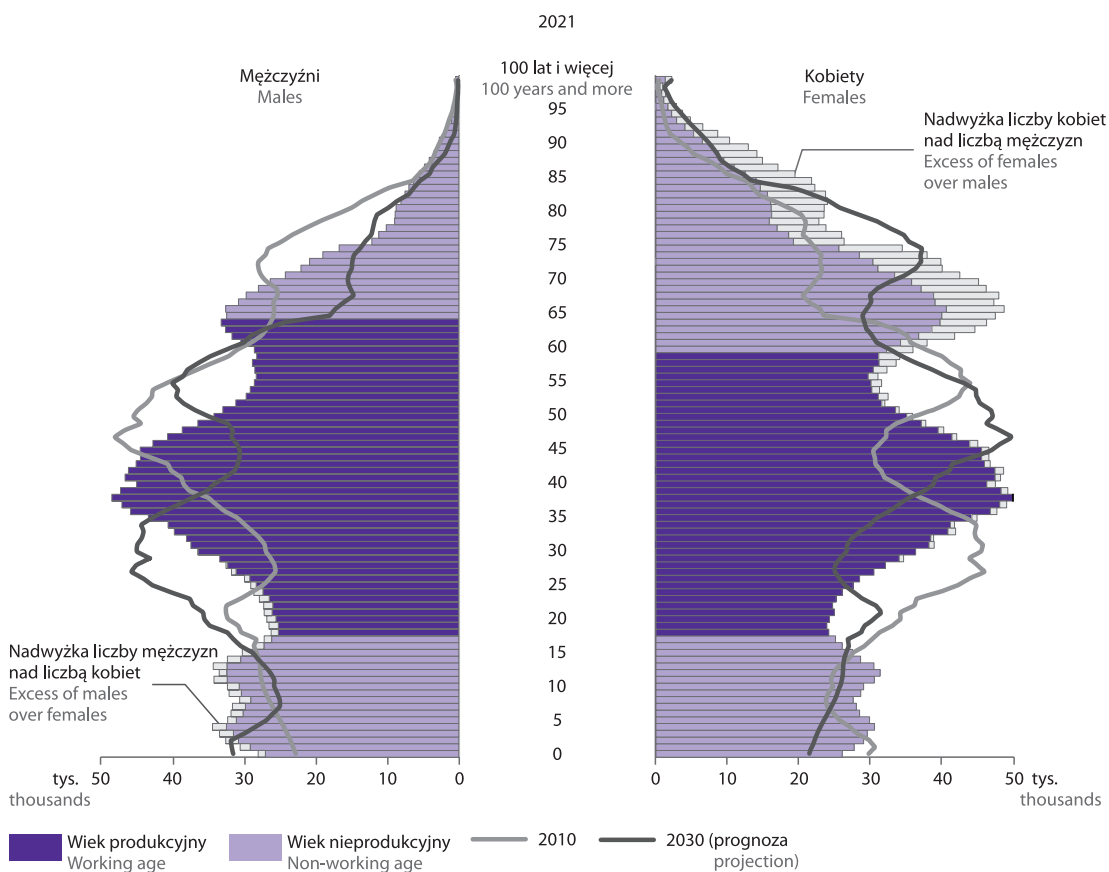 2021
Mężczyźni
Males
100 lat i więcej
100 years and more
Kobiety
Females
Nadwyżka liczby kobiet
nad liczbą mężczyzn
Excess of females
over males
95
90
85
80
75
70
65
60
55
50
45
40
35
30
25
20
15
10
5
0
Nadwyżka liczby mężczyzn
nad liczbą kobiet
Excess of males
over females
50 40 30 20 10 0
tys.
thousands
0 10 20 30 40 50
tys.
thousands
Wiek produkcyjny
Working age
Wiek nieprodukcyjny
Non-working age
2010
2030 (prognoza
projection)